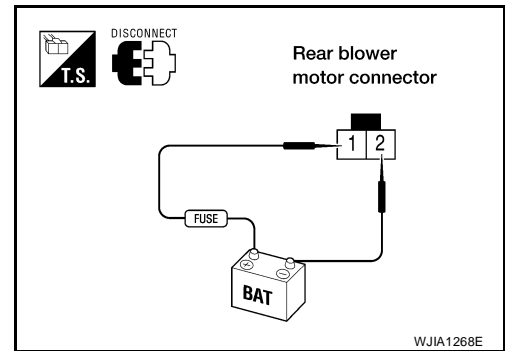 DISCONNECT
T.S.
Rear blower
motor connector
1 2
FUSE
BAT
WJIA1268E